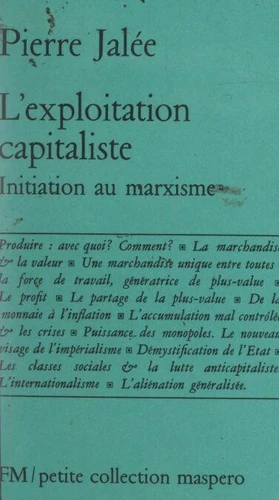 Pierre Jalée
L'exploitation
capitaliste
Initiation au marxisme
Produire : avec quoi? Comment? ▪ La marchandise
& la valeur ▪ Une marchandise unique entre toutes :
la force de travail, génératrice de plus-value ▪
Le profit ▪ Le partage de la plus-value ▪ De la
monnaie à l'inflation ▪ L'accumulation mal contrôlée
& les crises ▪ Puissance des monopoles. Le nouveau
visage de l'impérialisme ▪ Démystification de l'Etat ▪
Les classes sociales & la lutte anticapitaliste
L'internationalisme ▪ L'aliénation généralisée.
FM/petite collection maspero